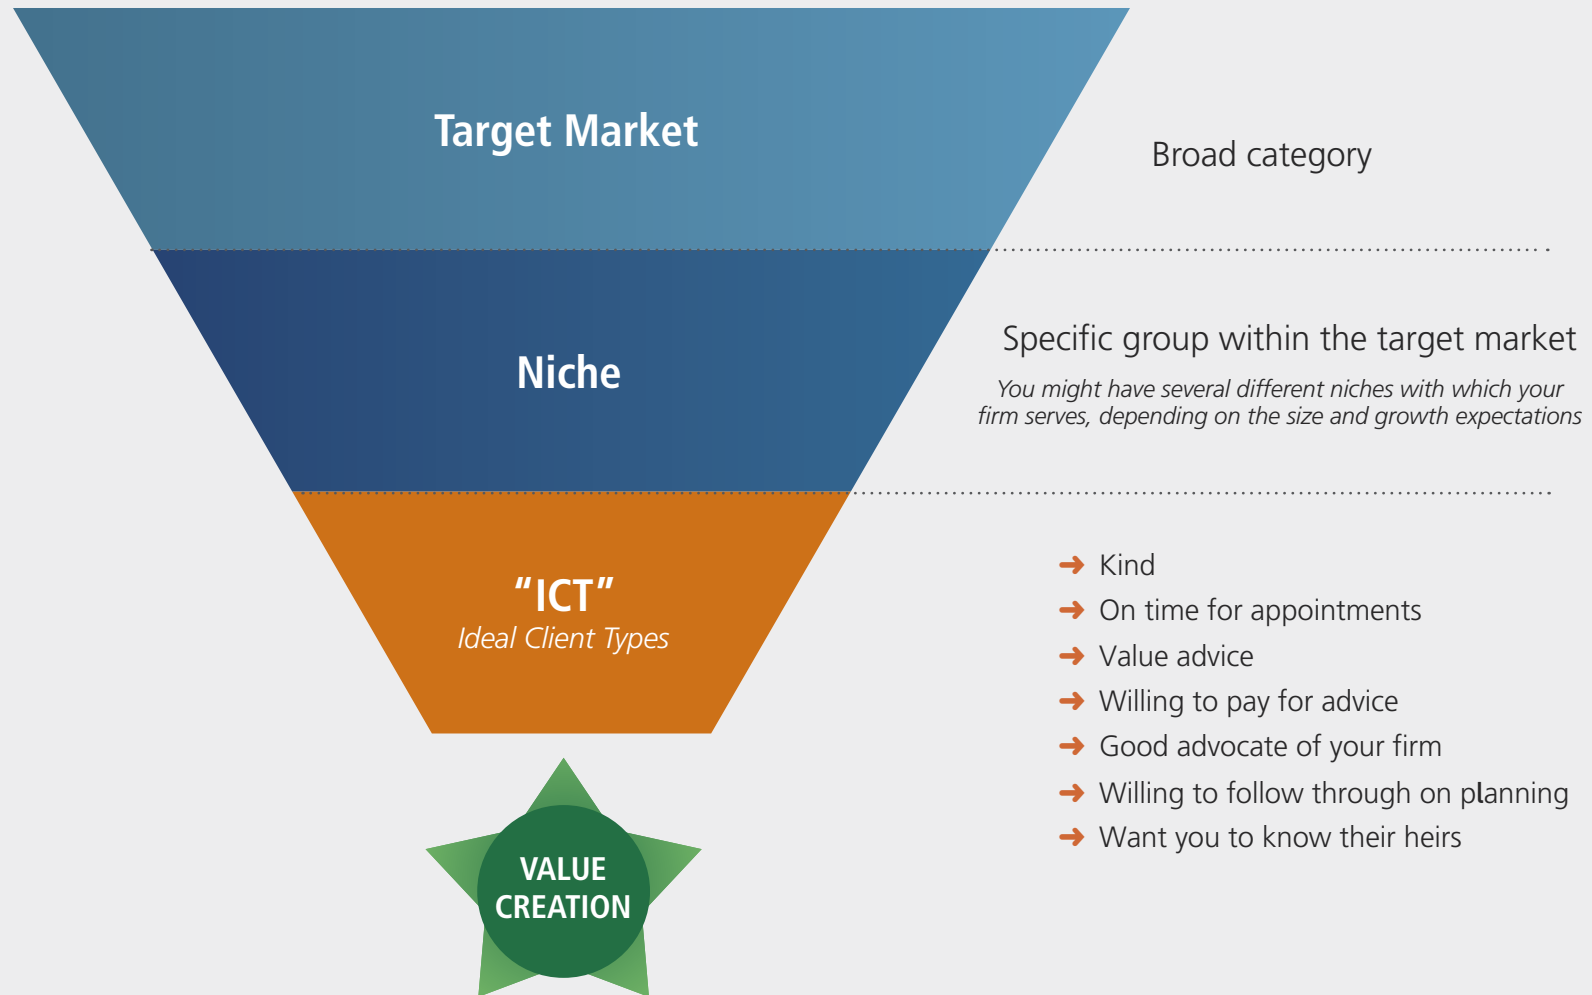 Target Market
Broad category
Niche
Specific group within the target market
You might have several different niches with which your
firm serves, depending on the size and growth expectations
“ICT”
Ideal Client Types
Kind
On time for appointments
Value advice
Willing to pay for advice
Good advocate of your firm
Willing to follow through on planning
Want you to know their heirs
VALUE
CREATION